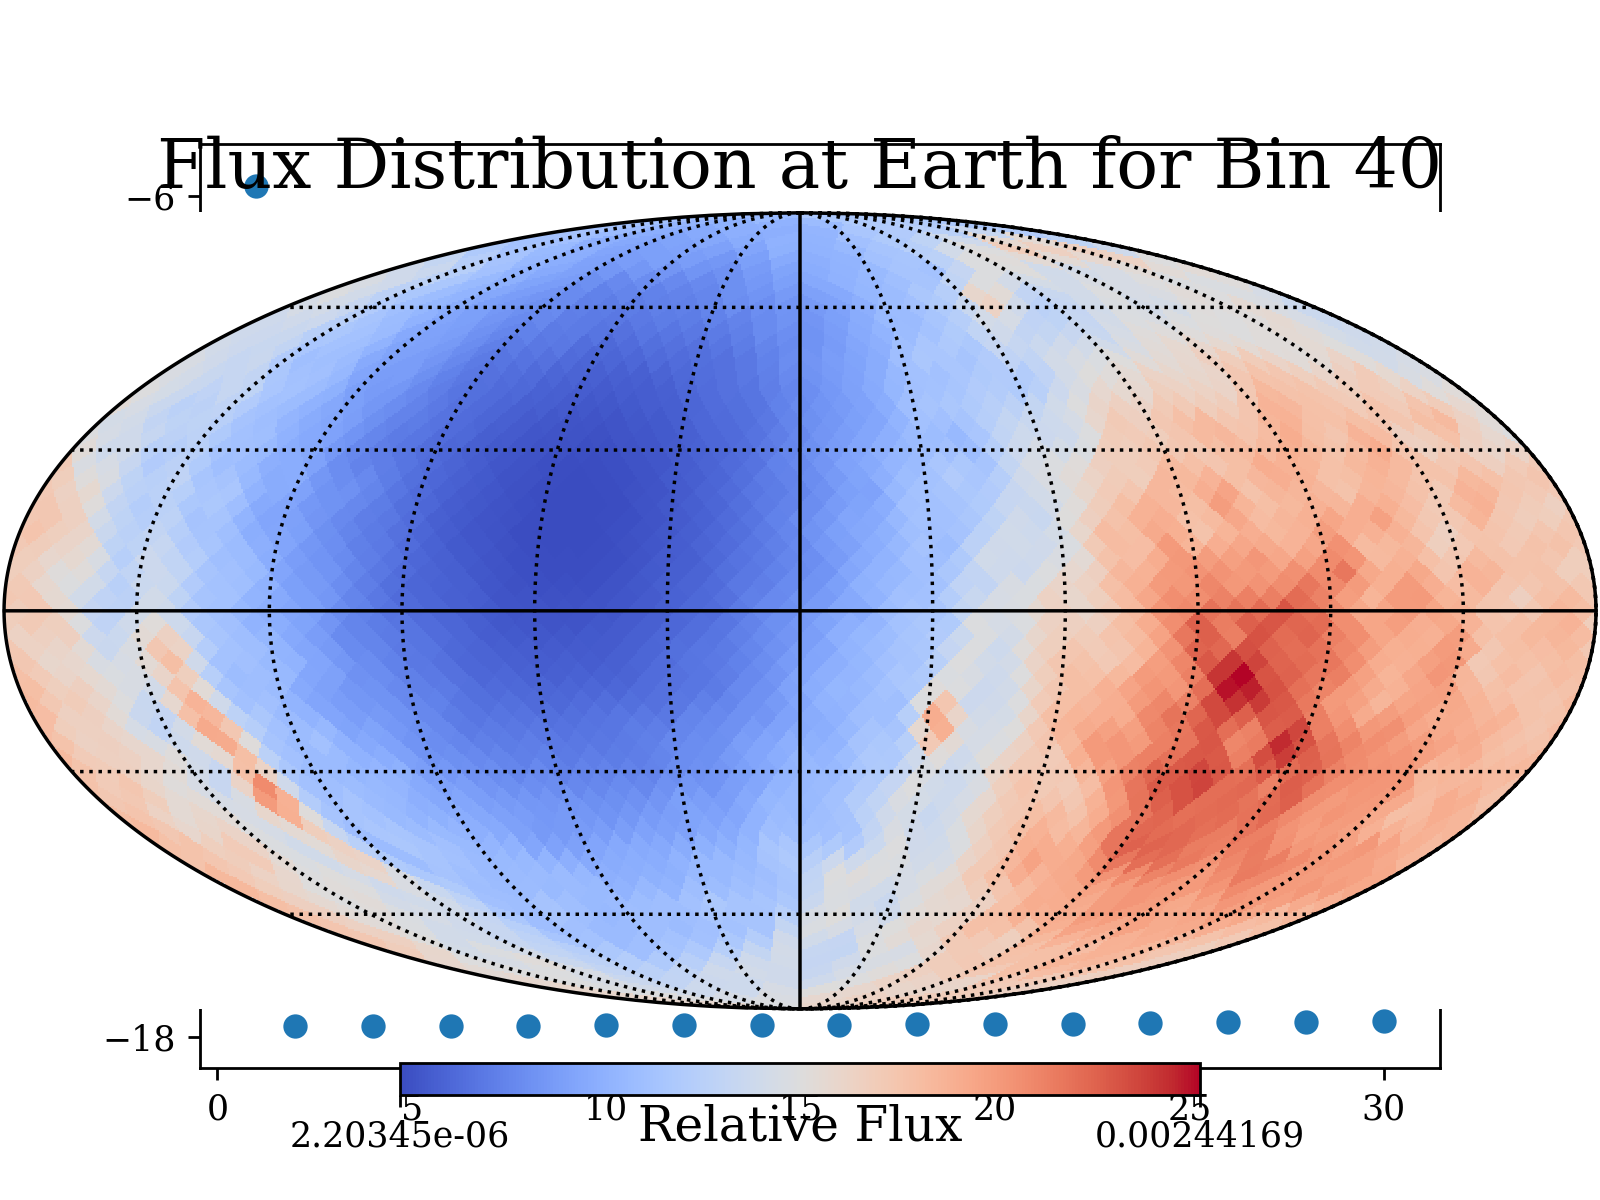 Flux Distribution at Earth for Bin 40
−6
−18
0 5 10 15 20 25 30
Relative Flux
2.20345e-06 0.00244169